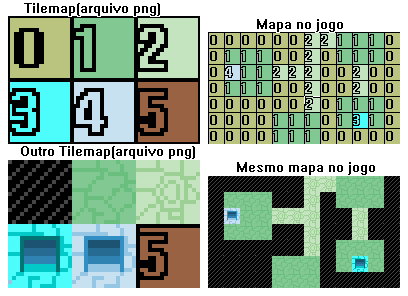 Tilemap(arquivo png)
0 1 2
3 4 5
Mapa no jogo
0 0 0 0 0 0 2 2 1 1 1 0
0 1 1 1 0 0 2 0 1 1 1 0
0 4 1 1 2 2 2 0 0 2 0 0
0 1 1 1 0 0 2 0 0 2 0 0
0 0 0 0 0 0 2 0 1 1 1 0
0 0 0 0 1 1 1 0 1 3 1 0
0 0 0 0 1 1 1 0 0 0 0 0
Outro Tilemap(arquivo png)
5
Mesmo mapa no jogo